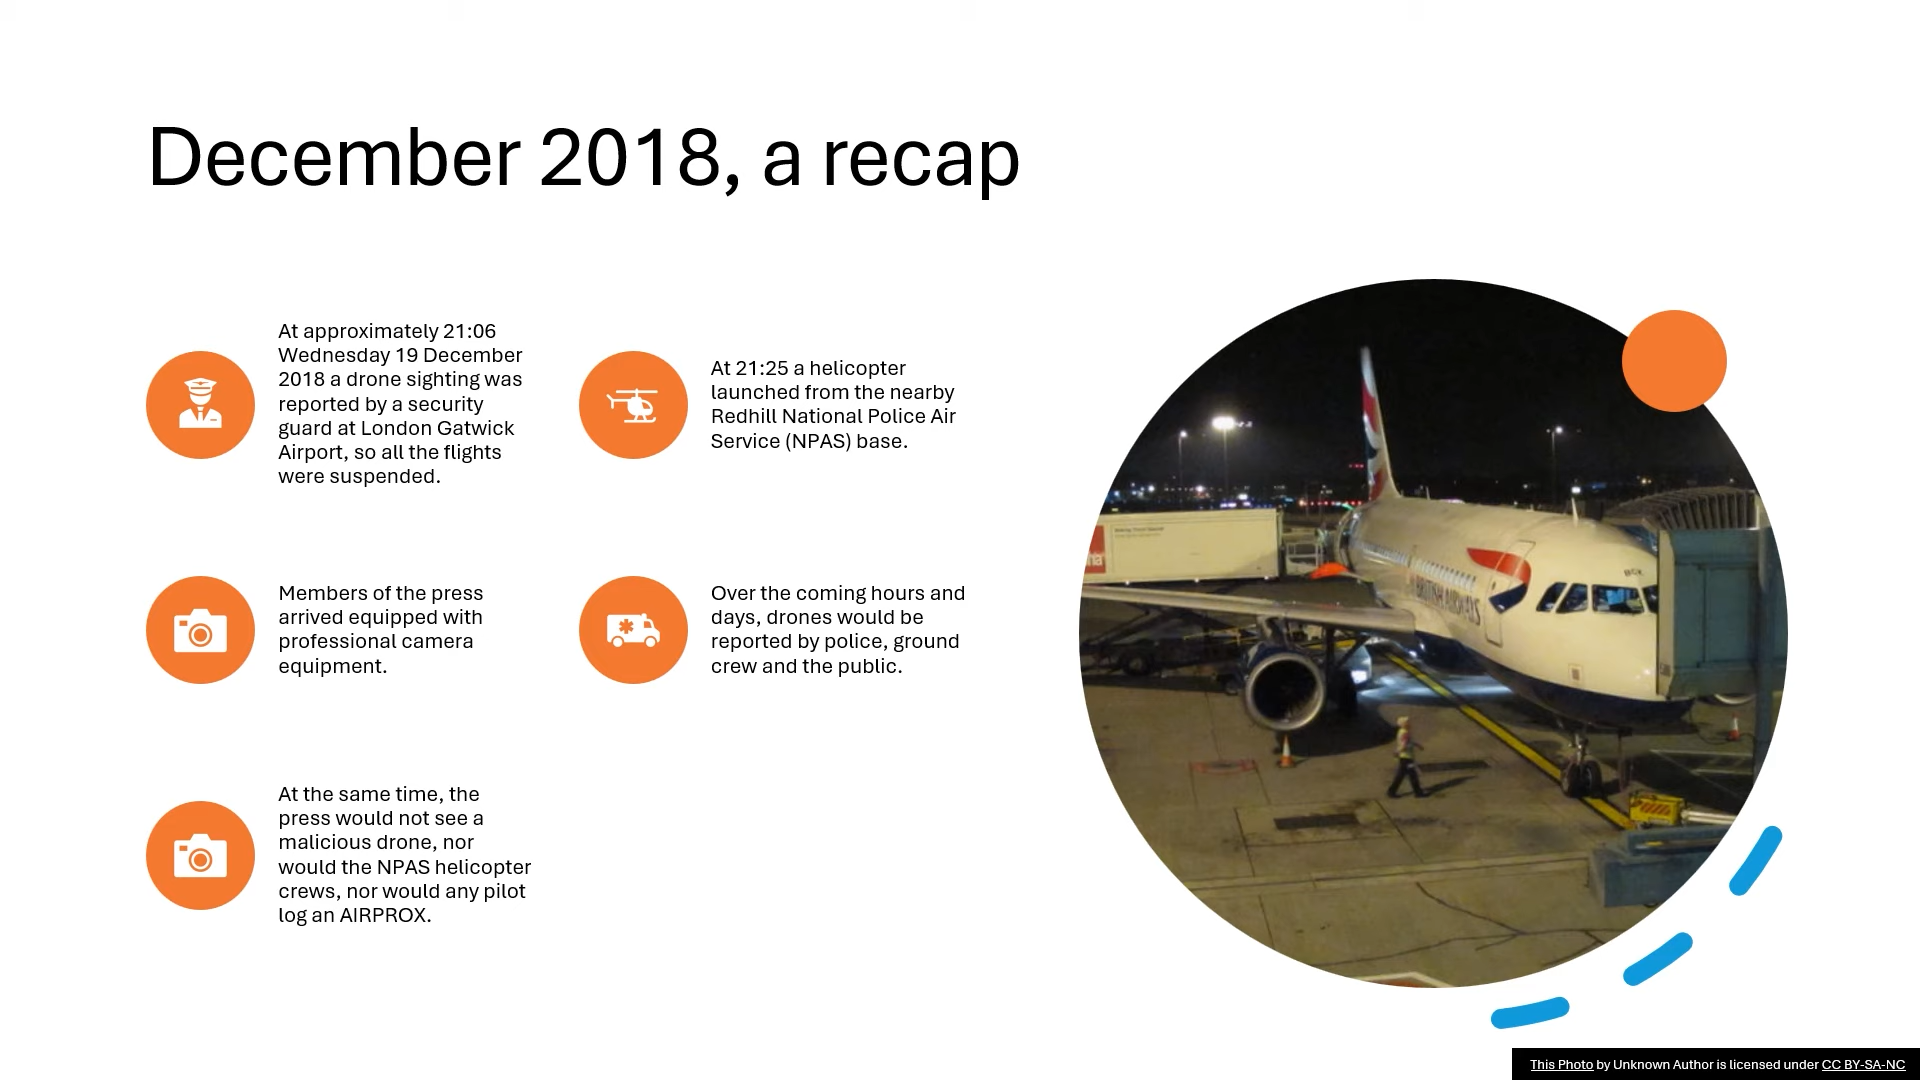 December 2018, a recap
At approximately 21:06
Wednesday 19 December
2018 a drone sighting was
reported by a security
guard at London Gatwick
Airport, so all the flights
were suspended.
At 21:25 a helicopter
launched from the nearby
Redhill National Police Air
Service (NPAS) base.
Members of the press
arrived equipped with
professional camera
equipment.
Over the coming hours and
days, drones would be
reported by police, ground
crew and the public.
At the same time, the
press would not see a
malicious drone, nor
would the NPAS helicopter
crews, nor would any pilot
log an AIRPROX.
BRITISH AIRWAYS
This Photo by Unknown Author is licensed under CC BY-SA-NC